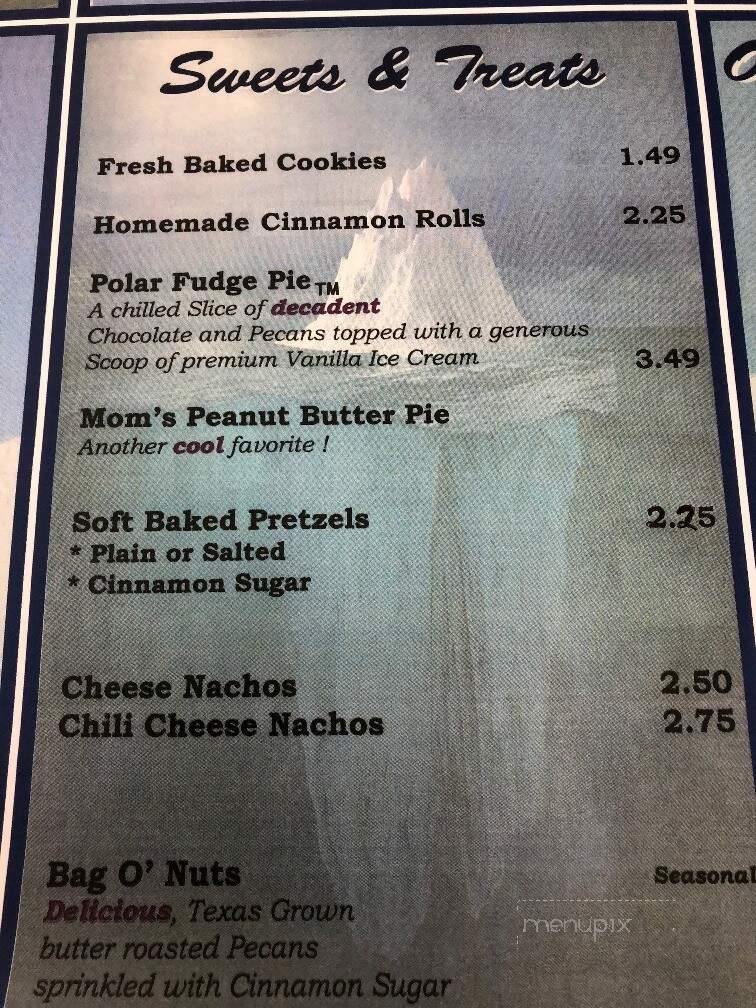 Sweets & Treats
Fresh Baked Cookies 1.49
Homemade Cinnamon Rolls 2.25
Polar Fudge Pie™
A chilled Slice of decadent
Chocolate and Pecans topped with a generous
Scoop of premium Vanilla Ice Cream 3.49
Mom's Peanut Butter Pie
Another cool favorite !
Soft Baked Pretzels 2.25
* Plain or Salted
* Cinnamon Sugar
Cheese Nachos 2.50
Chili Cheese Nachos 2.75
Bag O' Nuts Seasonal
Delicious, Texas Grown
butter roasted Pecans
sprinkled with Cinnamon Sugar
menupix